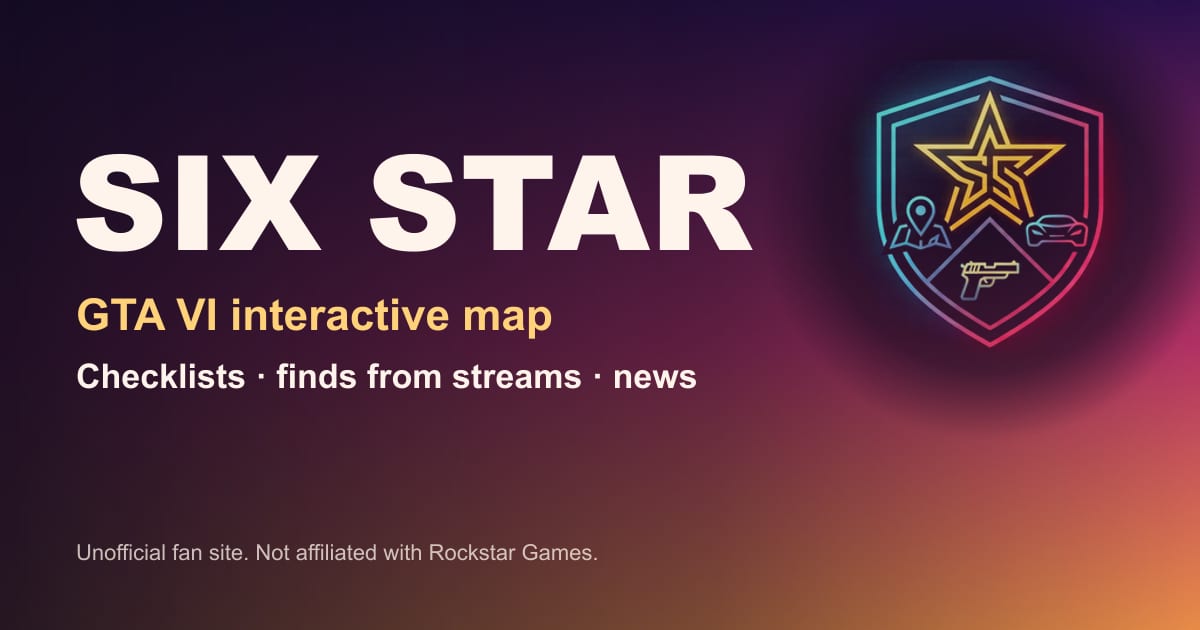 SIX STAR
GTA VI interactive map
Checklists · finds from streams · news
Unofficial fan site. Not affiliated with Rockstar Games.